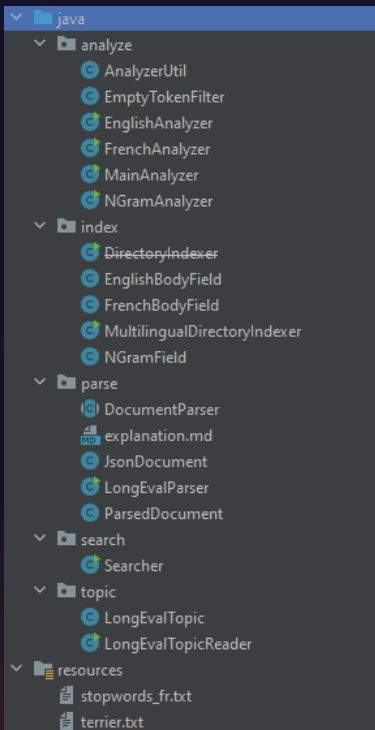 java
analyze
AnalyzerUtil
EmptyTokenFilter
EnglishAnalyzer
FrenchAnalyzer
MainAnalyzer
NGramAnalyzer
index
DirectoryIndexer
EnglishBodyField
FrenchBodyField
MultilingualDirectoryIndexer
NGramField
parse
DocumentParser
explanation.md
JsonDocument
LongEvalParser
ParsedDocument
search
Searcher
topic
LongEvalTopic
LongEvalTopicReader
resources
stopwords_fr.txt
terrier.txt